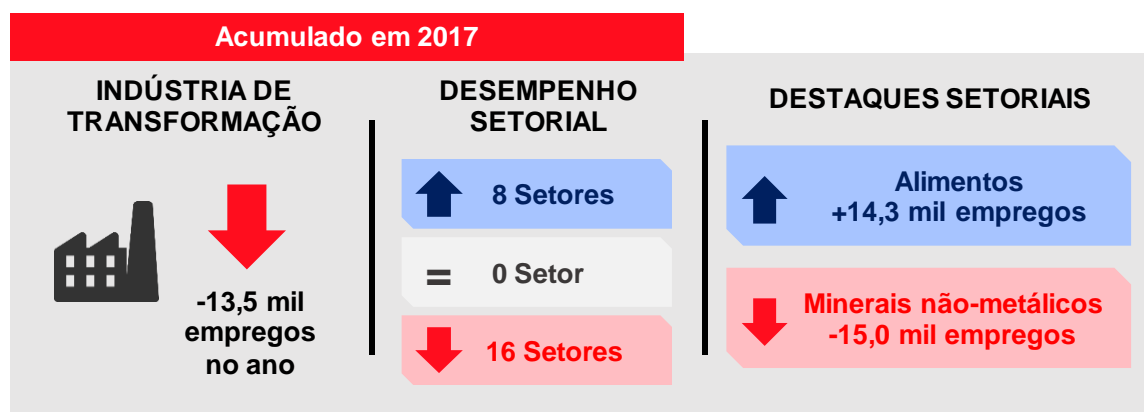 Acumulado em 2017
INDÚSTRIA DE
TRANSFORMAÇÃO
-13,5 mil
empregos
no ano
DESEMPENHO
SETORIAL
8 Setores
= 0 Setor
16 Setores
DESTAQUES SETORIAIS
Alimentos
+14,3 mil empregos
Minerais não-metálicos
-15,0 mil empregos